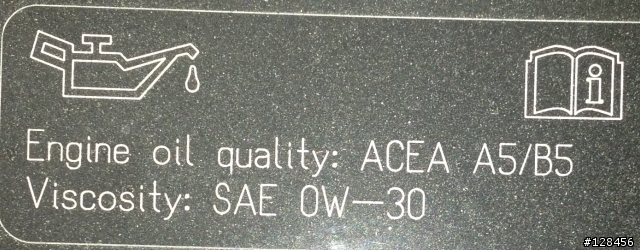 Engine oil quality: ACEA A5/B5
Viscosity: SAE 0W-30
#128456